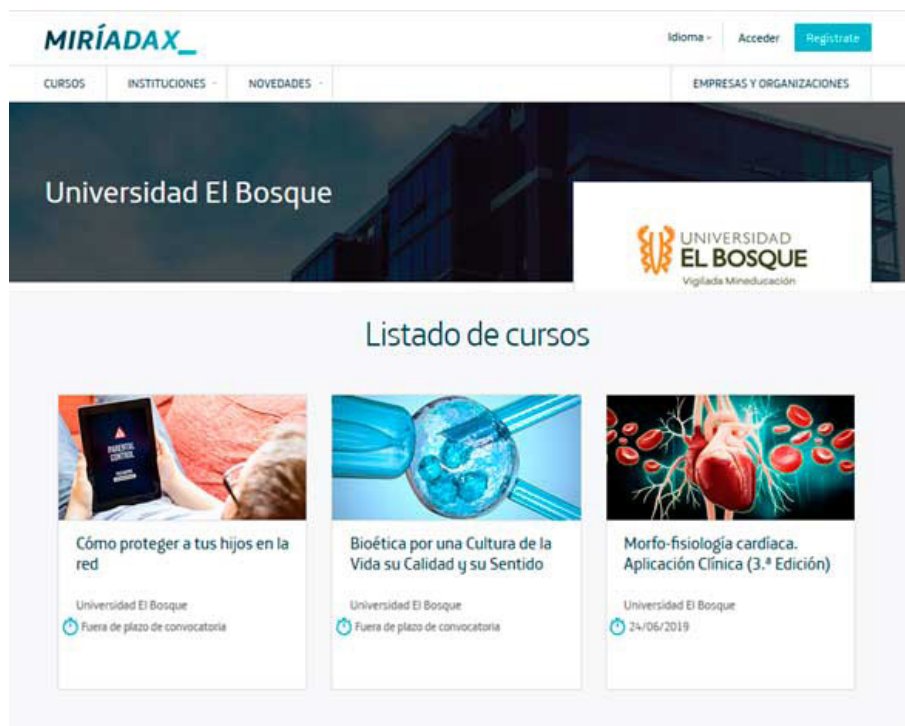 MIRÍADAX_
Idioma
Acceder
Regístrate
CURSOS
INSTITUCIONES
NOVEDADES
EMPRESAS Y ORGANIZACIONES
Universidad El Bosque
UNIVERSIDAD
EL BOSQUE
Vigilada Mineducación
Listado de cursos
PARENTAL
CONTROL
Cómo proteger a tus hijos en la
red
Universidad El Bosque
Fuera de plazo de convocatoria
Bioética por una Cultura de la
Vida su Calidad y su Sentido
Universidad El Bosque
Fuera de plazo de convocatoria
Morfo-fisiología cardíaca.
Aplicación Clínica (3.ª Edición)
Universidad El Bosque
24/06/2019